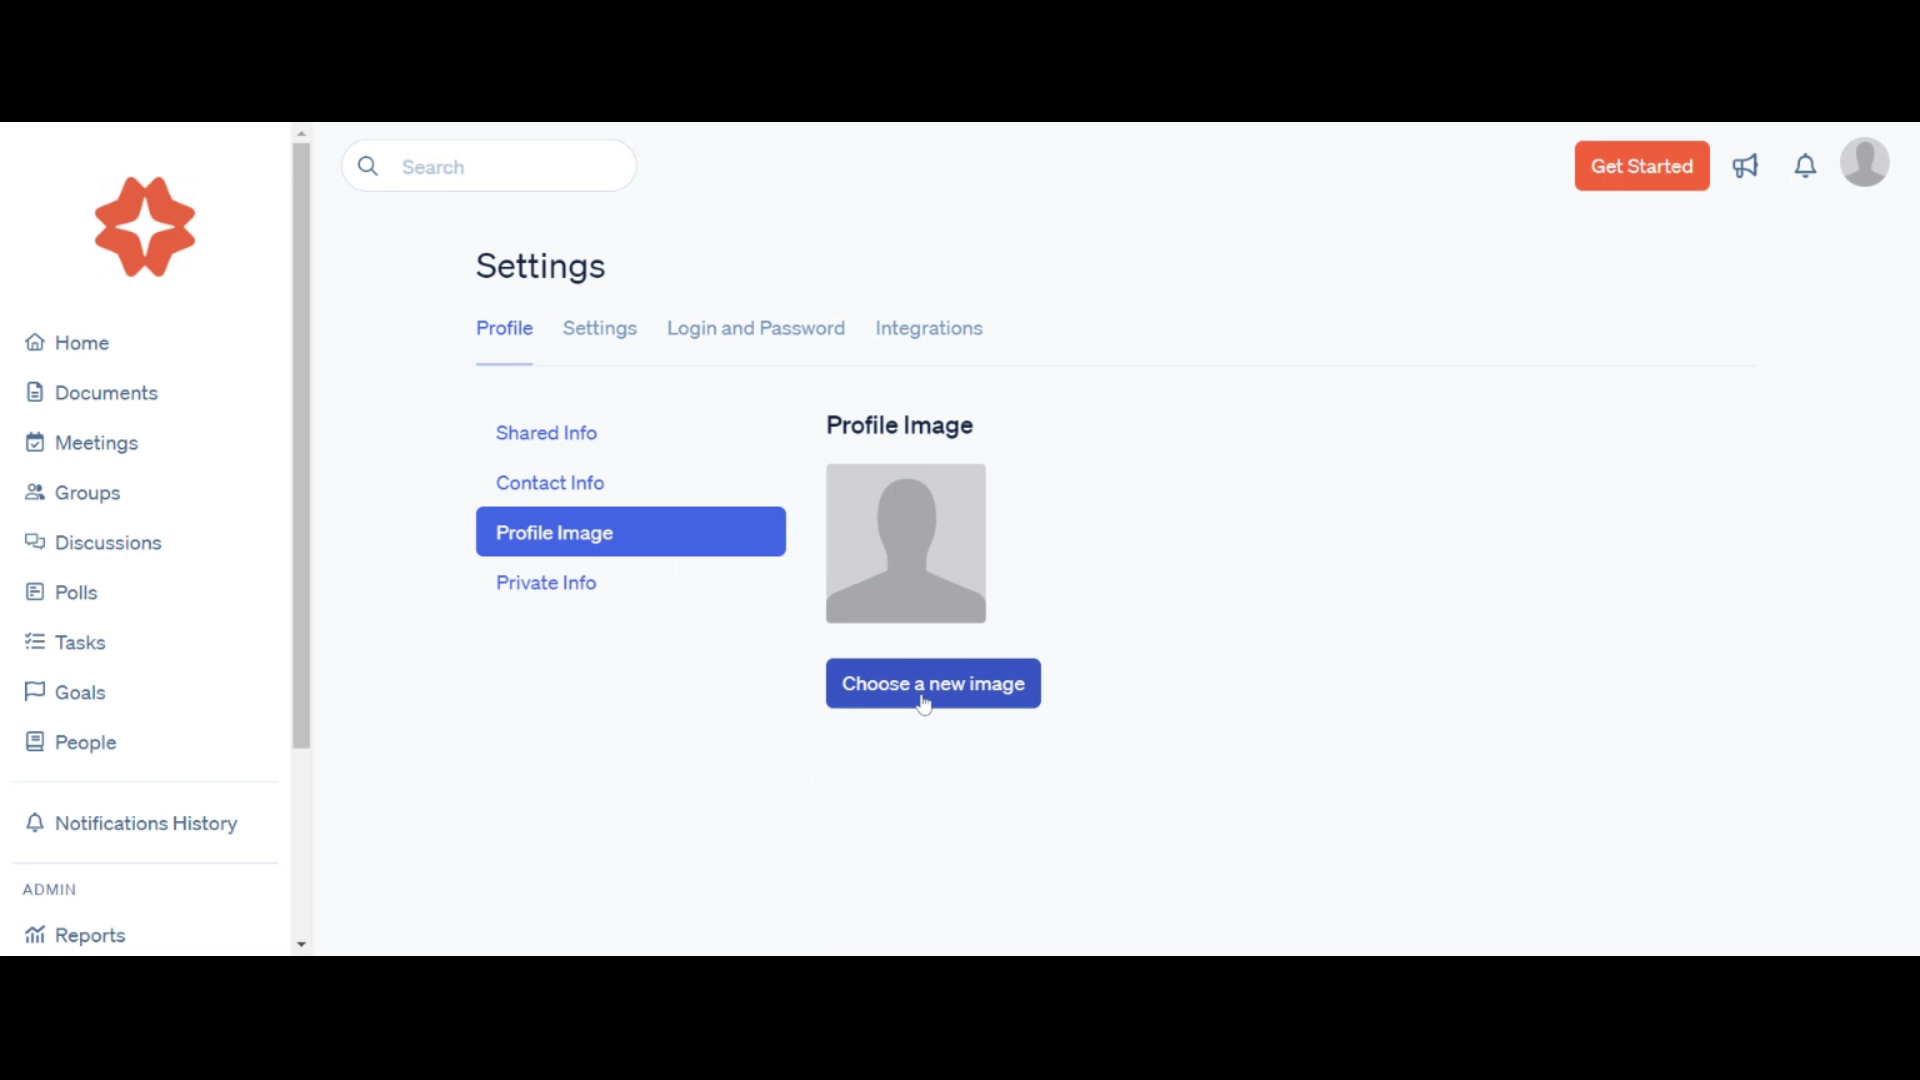 Search
Get Started
Settings
Profile Settings Login and Password Integrations
Home
Documents
Meetings
Groups
Discussions
Polls
Tasks
Goals
People
Notifications History
ADMIN
Reports
Shared Info
Contact Info
Profile Image
Private Info
Profile Image
Choose a new image